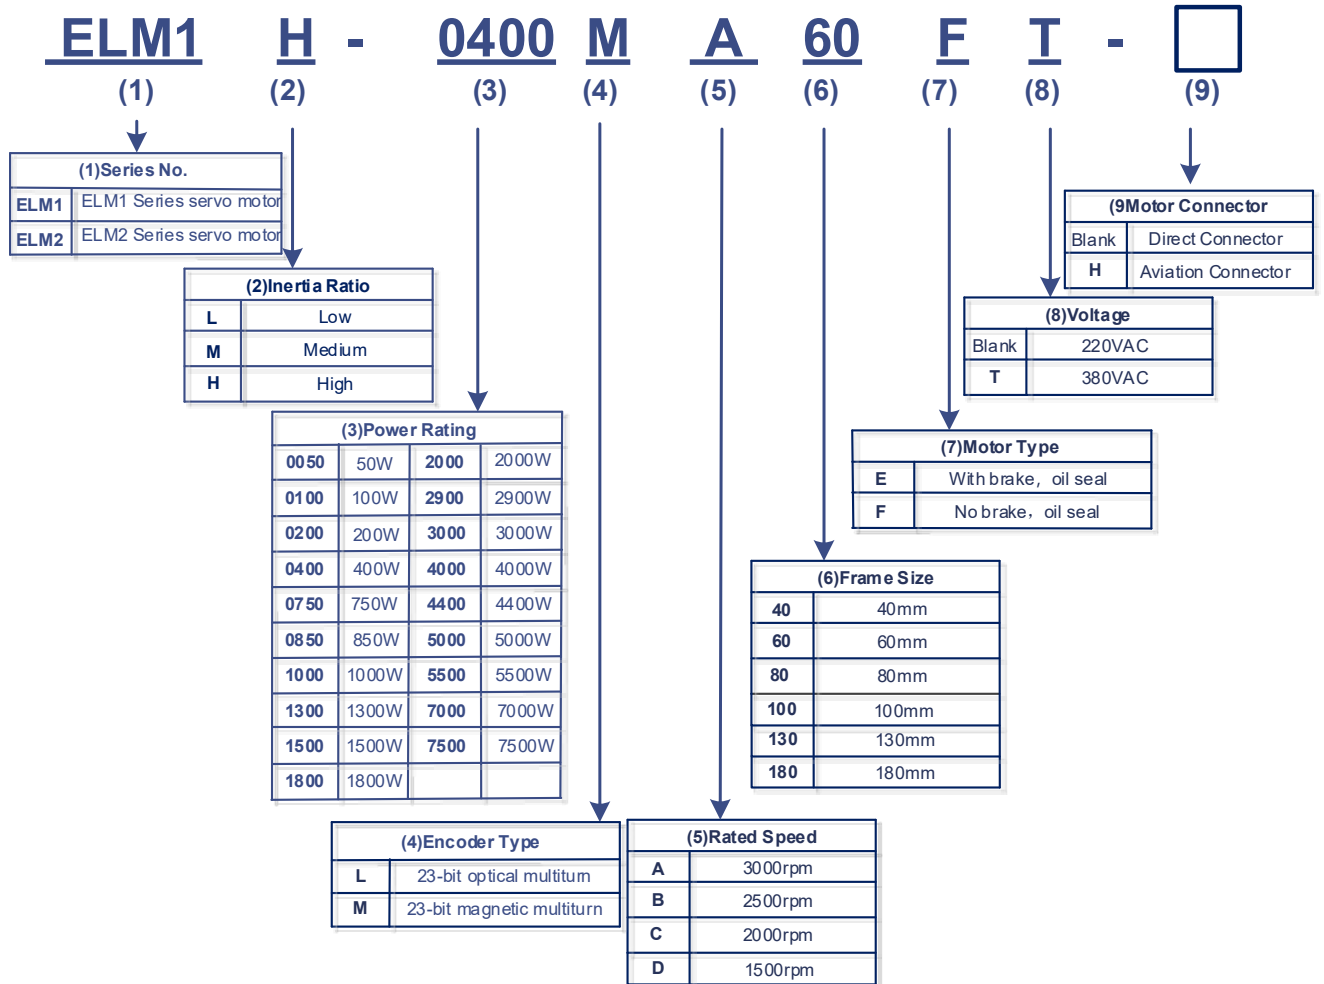 ELM1 H - 0400 M A 60 F T -
(1) (2) (3) (4) (5) (6) (7) (8) (9)
(1)Series No.
ELM1 ELM1 Series servo motor
ELM2 ELM2 Series servo motor
(2)Inertia Ratio
L Low
M Medium
H High
(3)Power Rating
0050 50W 2000 2000W
0100 100W 2900 2900W
0200 200W 3000 3000W
0400 400W 4000 4000W
0750 750W 4400 4400W
0850 850W 5000 5000W
1000 1000W 5500 5500W
1300 1300W 7000 7000W
1500 1500W 7500 7500W
1800 1800W
(4)Encoder Type
L 23-bit optical multiturn
M 23-bit magnetic multiturn
(5)Rated Speed
A 3000rpm
B 2500rpm
C 2000rpm
D 1500rpm
(6)Frame Size
40 40mm
60 60mm
80 80mm
100 100mm
130 130mm
180 180mm
(7)Motor Type
E With brake, oil seal
F No brake, oil seal
(8)Voltage
Blank 220VAC
T 380VAC
(9Motor Connector
Blank Direct Connector
H Aviation Connector